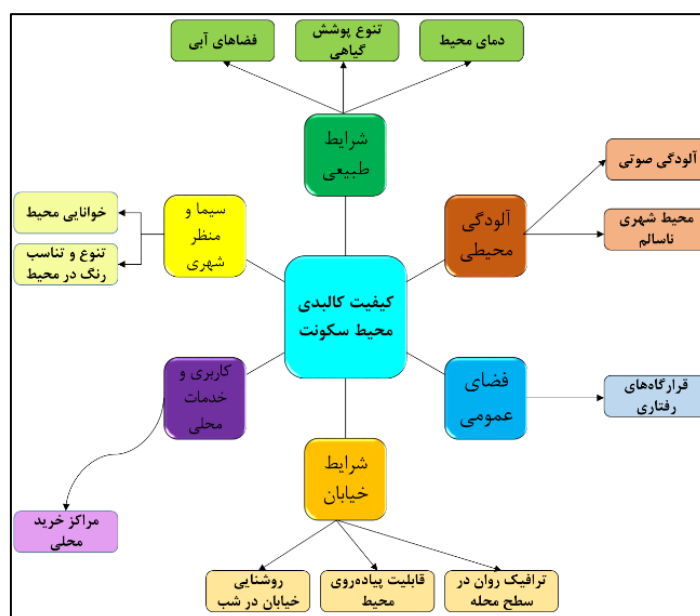 دمای محیط
تنوع پوشش
گیاهی
فضاهای آبی
شرایط
طبیعی
آلودگی صوتی
محیط شهری
ناسالم
آلودگی
محیطی
سیما و
منظر
شهری
خوانایی محیط
تنوع و تناسب
رنگ در محیط
کیفیت کالبدی
محیط سکونت
قرارگاه‌های
رفتاری
فضای
عمومی
کاربری و
خدمات
محلی
شرایط
خیابان
مراکز خرید
محلی
ترافیک روان در
سطح محله
قابلیت پیاده‌روی
محیط
روشنایی
خیابان در شب